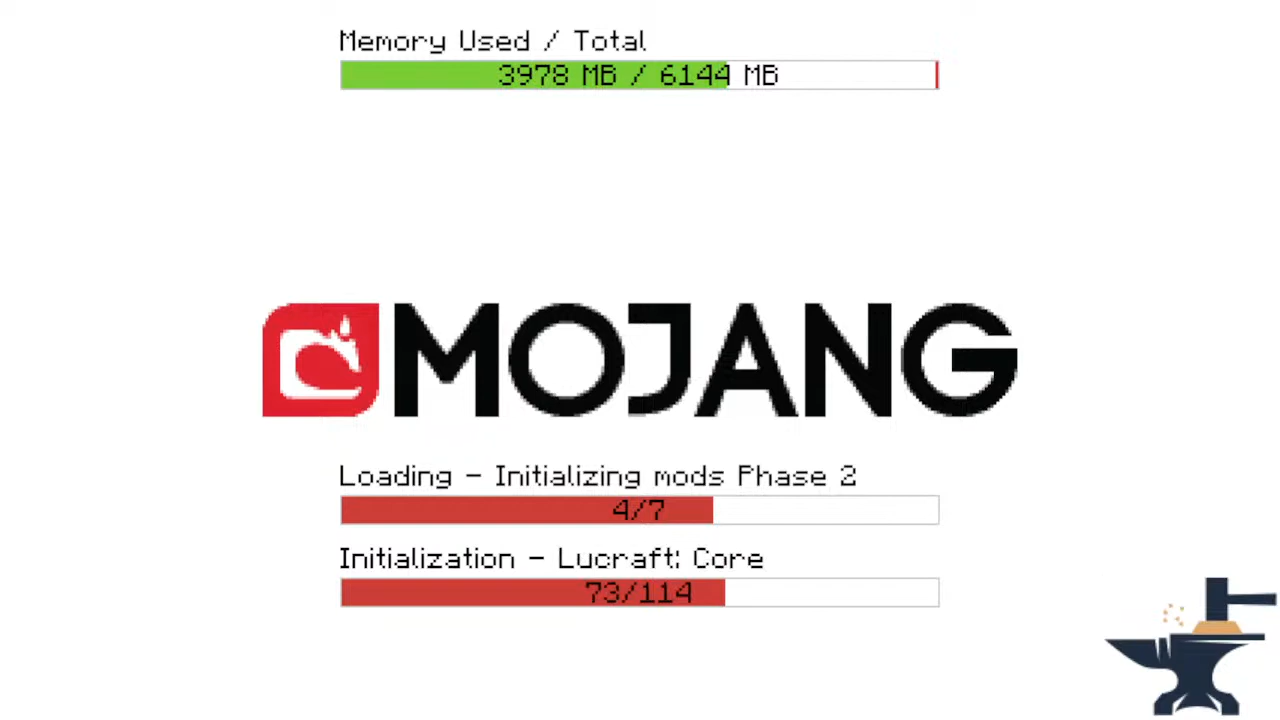 Memory Used / Total
3978 MB / 6144 MB
MOJANG
Loading - Initializing mods Phase 2
4/7
Initialization - Lucraft: Core
73/114